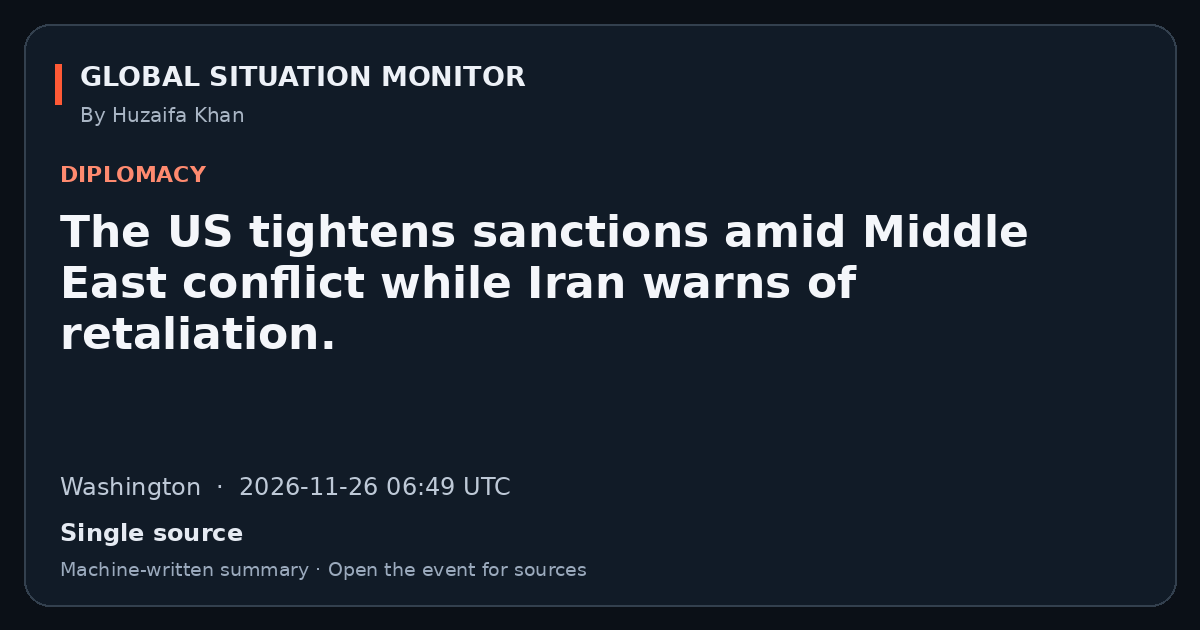 GLOBAL SITUATION MONITOR
By Huzaifa Khan
DIPLOMACY
The US tightens sanctions amid Middle
East conflict while Iran warns of
retaliation.
Washington · 2026-11-26 06:49 UTC
Single source
Machine-written summary · Open the event for sources